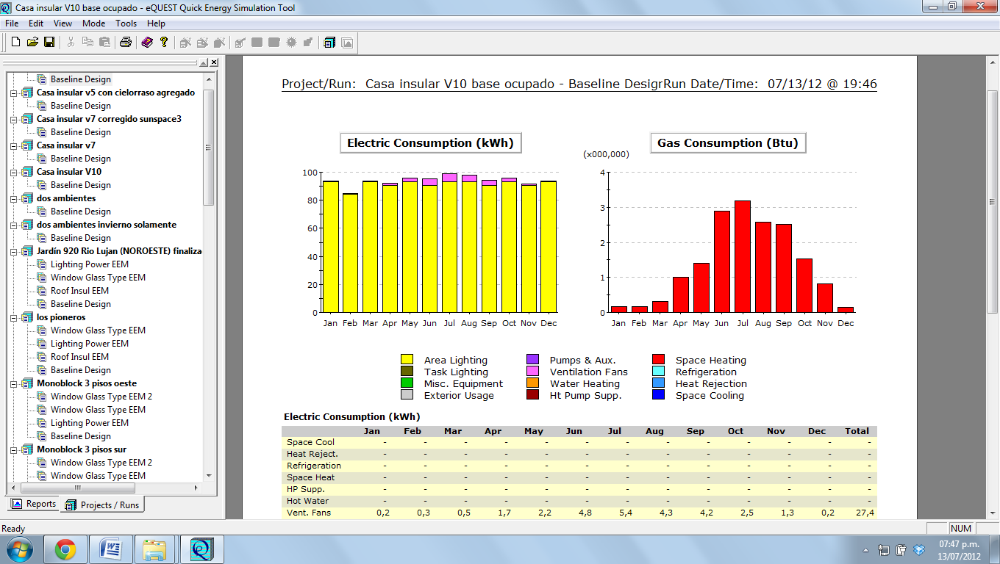 Casa insular V10 base ocupado - eQUEST Quick Energy Simulation Tool
File Edit View Mode Tools Help
Baseline Design
Casa insular v5 con cielorraso agregado
Baseline Design
Casa insular v7 corregido sunspace3
Baseline Design
Casa insular v7
Baseline Design
Casa insular V10
Baseline Design
dos ambientes
Baseline Design
dos ambientes invierno solamente
Baseline Design
Jardín 920 Rio Lujan (NOROESTE) finaliza
Lighting Power EEM
Window Glass Type EEM
Roof Insul EEM
Baseline Design
los pioneros
Window Glass Type EEM
Lighting Power EEM
Roof Insul EEM
Baseline Design
Monoblock 3 pisos oeste
Window Glass Type EEM 2
Window Glass Type EEM
Lighting Power EEM
Baseline Design
Monoblock 3 pisos sur
Window Glass Type EEM 2
Window Glass Type EEM
Reports Projects / Runs
Project/Run: Casa insular V10 base ocupado - Baseline DesigrRun Date/Time: 07/13/12 @ 19:46
Electric Consumption (kWh)
100
80
60
40
20
0
Jan Feb Mar Apr May Jun Jul Aug Sep Oct Nov Dec
Gas Consumption (Btu)
(x000,000)
4
3
2
1
0
Jan Feb Mar Apr May Jun Jul Aug Sep Oct Nov Dec
Area Lighting Pumps & Aux. Space Heating
Task Lighting Ventilation Fans Refrigeration
Misc. Equipment Water Heating Heat Rejection
Exterior Usage Ht Pump Supp. Space Cooling
Electric Consumption (kWh)
Jan Feb Mar Apr May Jun Jul Aug Sep Oct Nov Dec Total
Space Cool - - - - - - - - - - - - -
Heat Reject. - - - - - - - - - - - - -
Refrigeration - - - - - - - - - - - - -
Space Heat - - - - - - - - - - - - -
HP Supp. - - - - - - - - - - - - -
Hot Water - - - - - - - - - - - - -
Vent. Fans 0,2 0,3 0,5 1,7 2,2 4,8 5,4 4,3 4,2 2,5 1,3 0,2 27,4
Ready NUM
07:47 p.m.
13/07/2012